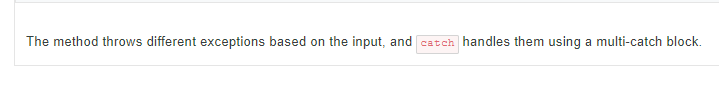 The method throws different exceptions based on the input, and catch handles them using a multi-catch block.